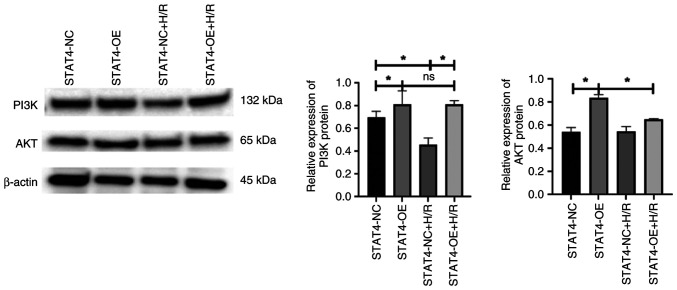 STAT4-NC
STAT4-OE
STAT4-NC+H/R
STAT4-OE+H/R
PI3K
132 kDa
AKT
65 kDa
β-actin
45 kDa
Relative expression of
PI3K protein
1.0
0.8
0.6
0.4
0.2
0.0
*
*
*
ns
STAT4-NC
STAT4-OE
STAT4-NC+H/R
STAT4-OE+H/R
Relative expression of
AKT protein
1.0
0.8
0.6
0.4
0.2
0.0
*
*
STAT4-NC
STAT4-OE
STAT4-NC+H/R
STAT4-OE+H/R